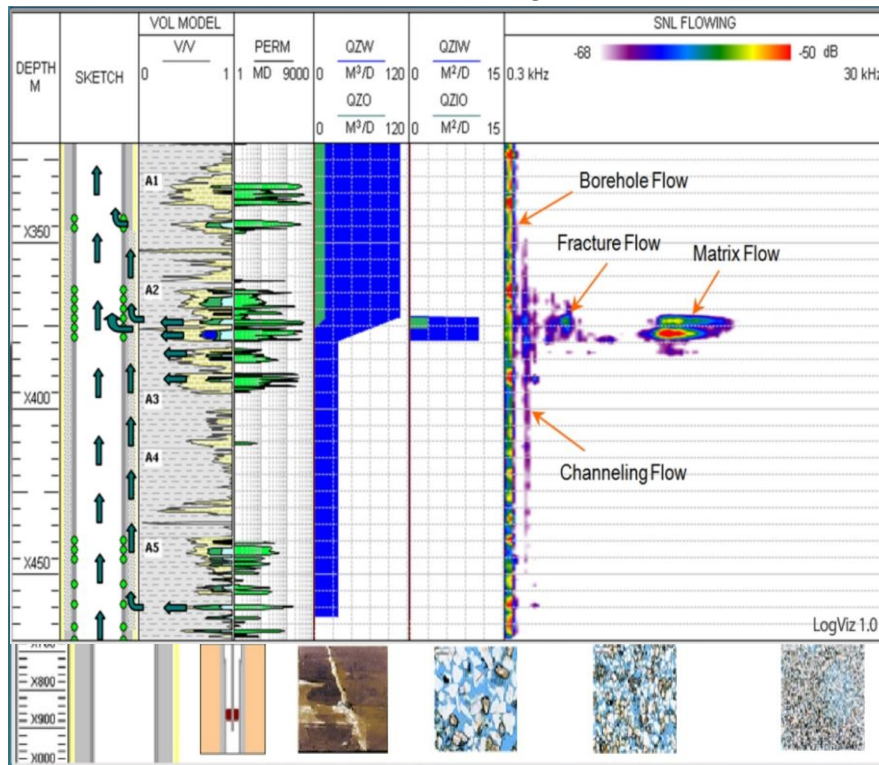 VOL MODEL
SNL FLOWING
V/V
PERM
QZW
QZIW
-68
-50 dB
DEPTH
M
SKETCH
0
1
1
MD
9000
0
M³/D
120
0
M²/D
15
0.3 kHz
30 kHz
QZO
QZIO
0
M³/D
120
0
M²/D
15
A1
Borehole Flow
X350
Fracture Flow
Matrix Flow
A2
X400
A3
Channeling Flow
A4
A5
X450
LogViz 1.0
X800
X900
X000